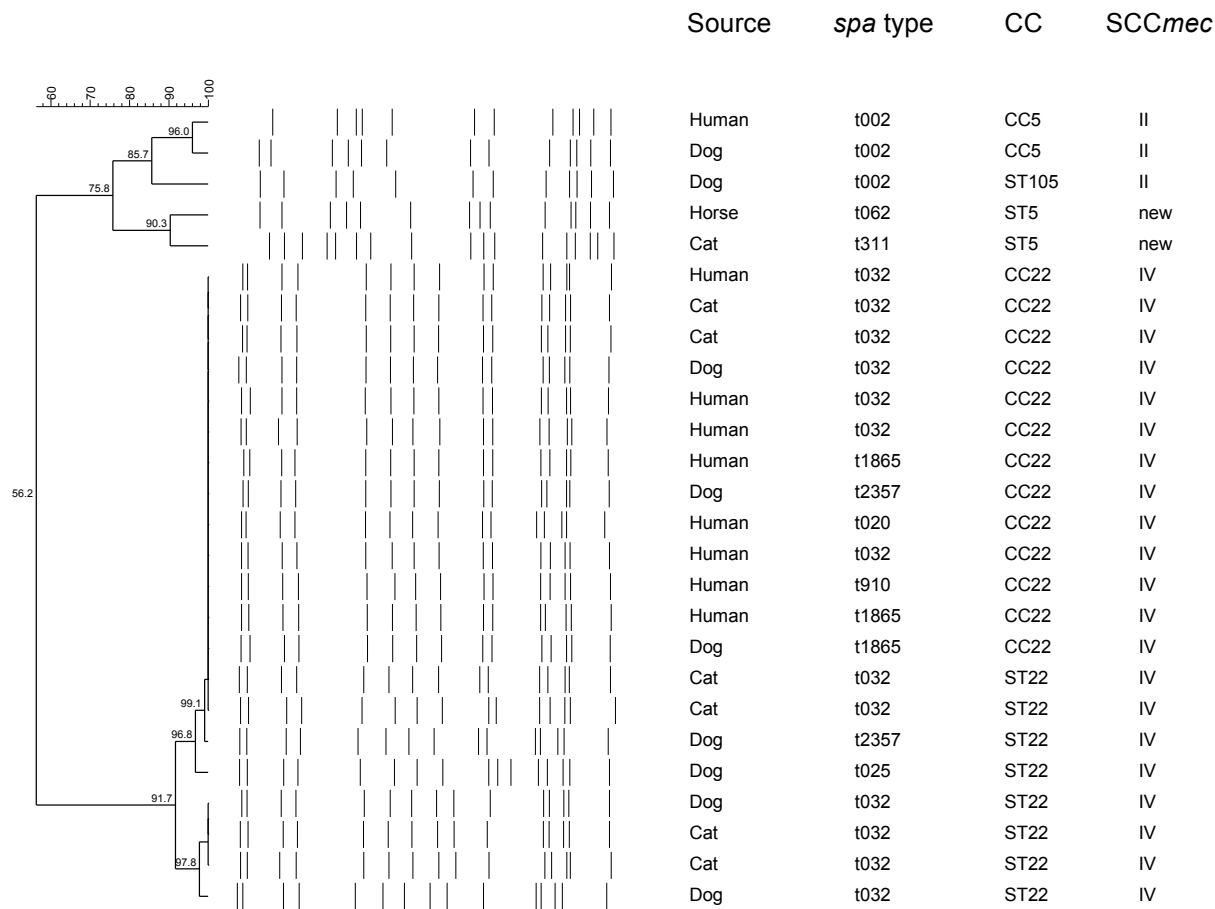 Source spa type CC SCCmec
60 70 80 90 100
Human t002 CC5 II
96.0
Dog t002 CC5 II
85.7
Dog t002 ST105 II
75.8
Horse t062 ST5 new
90.3
Cat t311 ST5 new
Human t032 CC22 IV
Cat t032 CC22 IV
Cat t032 CC22 IV
Dog t032 CC22 IV
Human t032 CC22 IV
Human t032 CC22 IV
Human t1865 CC22 IV
Dog t2357 CC22 IV
56.2
Human t020 CC22 IV
Human t032 CC22 IV
Human t910 CC22 IV
Human t1865 CC22 IV
Dog t1865 CC22 IV
Cat t032 ST22 IV
99.1
Cat t032 ST22 IV
96.8
Dog t2357 ST22 IV
Dog t025 ST22 IV
91.7
Dog t032 ST22 IV
Cat t032 ST22 IV
97.8
Cat t032 ST22 IV
Dog t032 ST22 IV